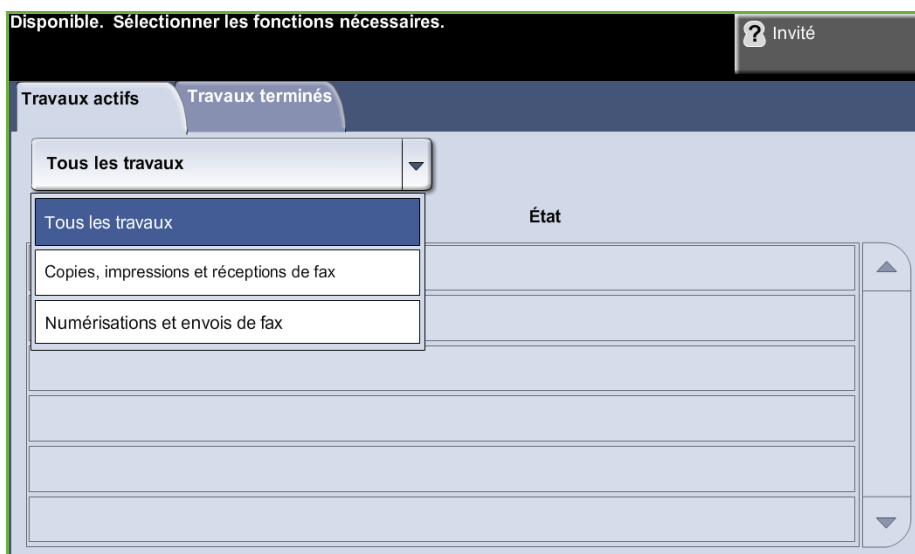 Disponible. Sélectionner les fonctions nécessaires.
Invité
Travaux actifs
Travaux terminés
Tous les travaux
Tous les travaux
État
Copies, impressions et réceptions de fax
Numérisations et envois de fax